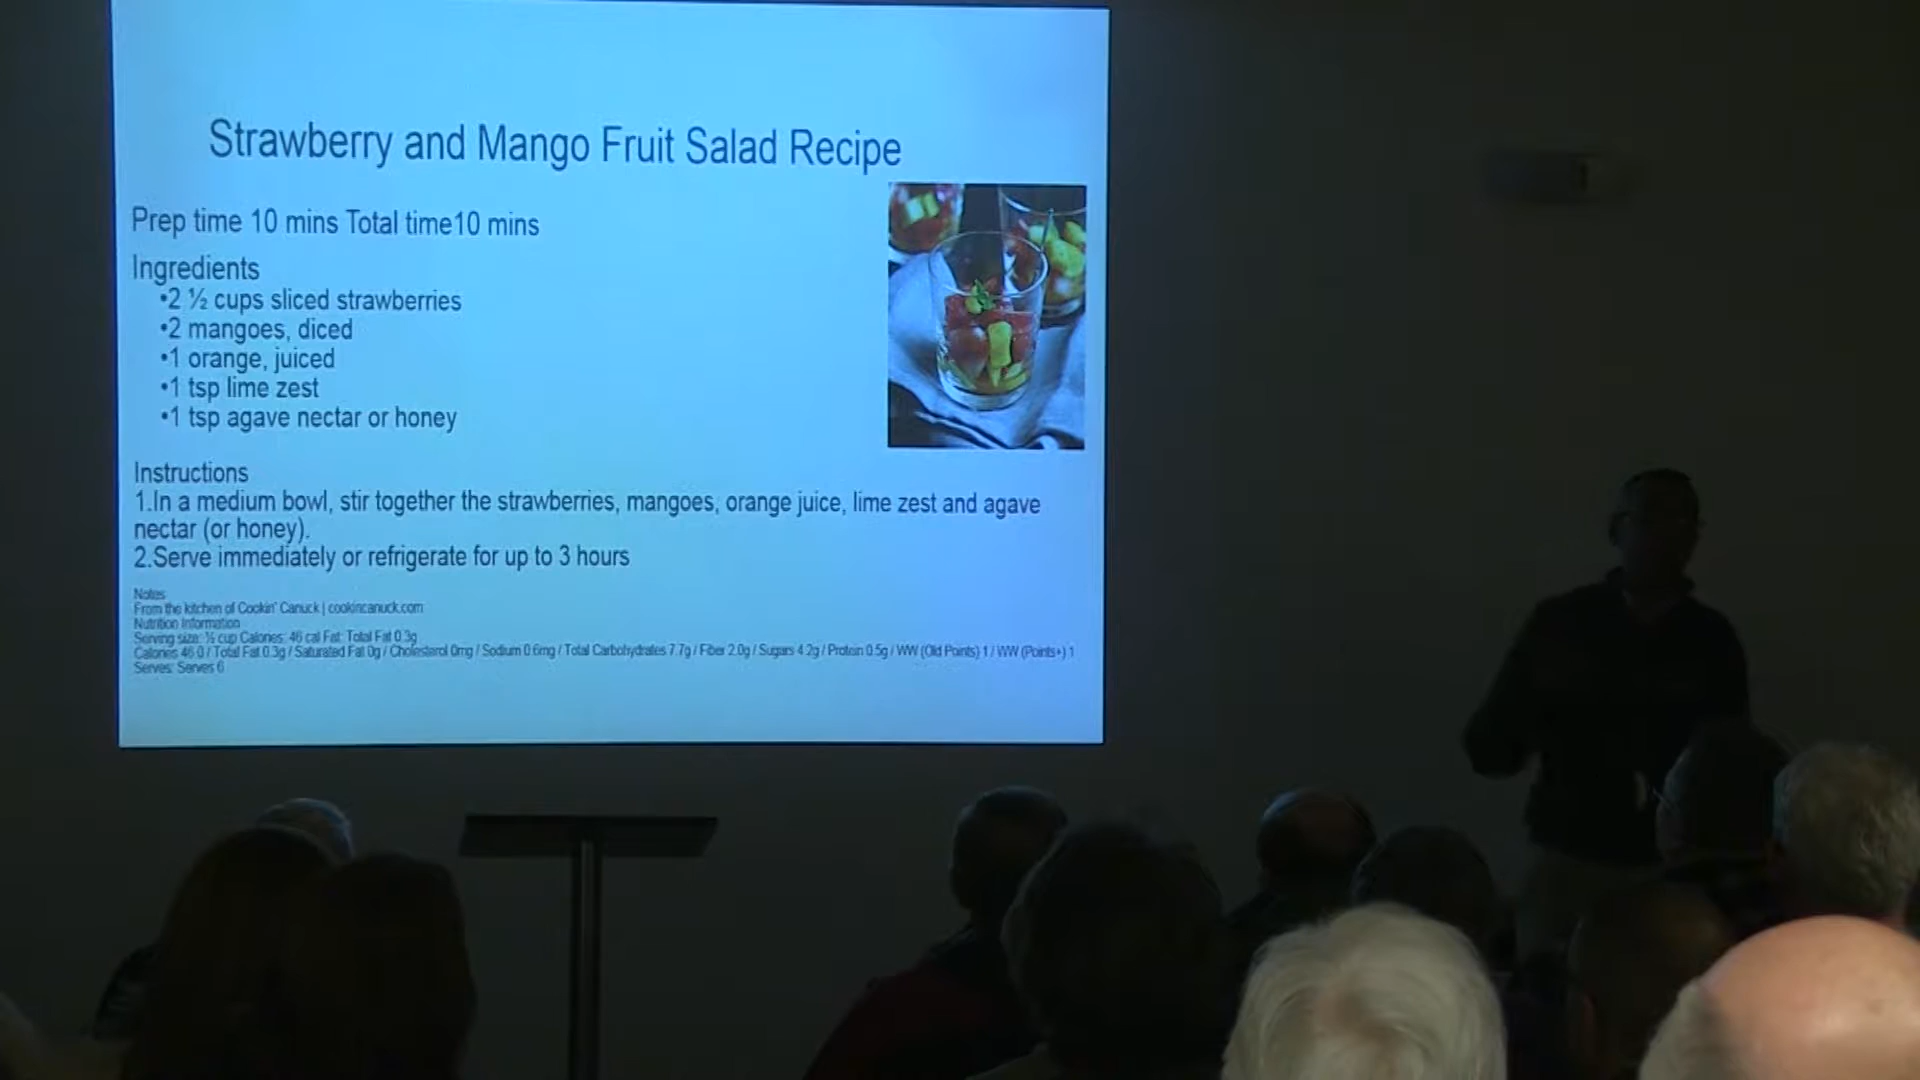 Strawberry and Mango Fruit Salad Recipe
Prep time 10 mins Total time10 mins
Ingredients
•2 ½ cups sliced strawberries
•2 mangoes, diced
•1 orange, juiced
•1 tsp lime zest
•1 tsp agave nectar or honey
Instructions
1.In a medium bowl, stir together the strawberries, mangoes, orange juice, lime zest and agave
nectar (or honey).
2.Serve immediately or refrigerate for up to 3 hours
Notes
From the kitchen of Cookin' Canuck | cookincanuck.com
Nutrition Information
Serving size: ½ cup Calories: 46 cal Fat: Total Fat 0.3g
Calories 46.0 / Total Fat 0.3g / Saturated Fat 0g / Cholesterol 0mg / Sodium 0.6mg / Total Carbohydrates 7.7g / Fiber 2.0g / Sugars 4.2g / Protein 0.5g / WW (Old Points) 1 / WW (Points+) 1
Serves: Serves 6